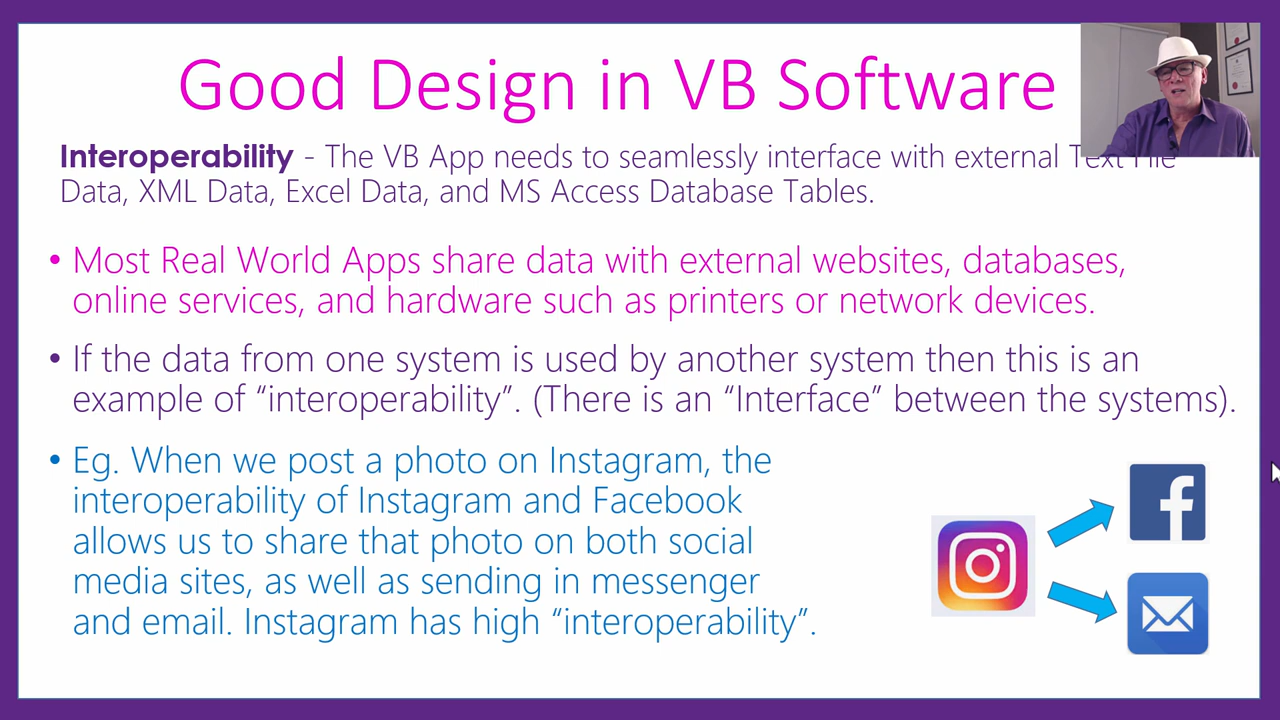 Good Design in VB Software
Interoperability - The VB App needs to seamlessly interface with external Text File
Data, XML Data, Excel Data, and MS Access Database Tables.
• Most Real World Apps share data with external websites, databases,
online services, and hardware such as printers or network devices.
• If the data from one system is used by another system then this is an
example of “interoperability”. (There is an “Interface” between the systems).
• Eg. When we post a photo on Instagram, the
interoperability of Instagram and Facebook
allows us to share that photo on both social
media sites, as well as sending in messenger
and email. Instagram has high “interoperability”.